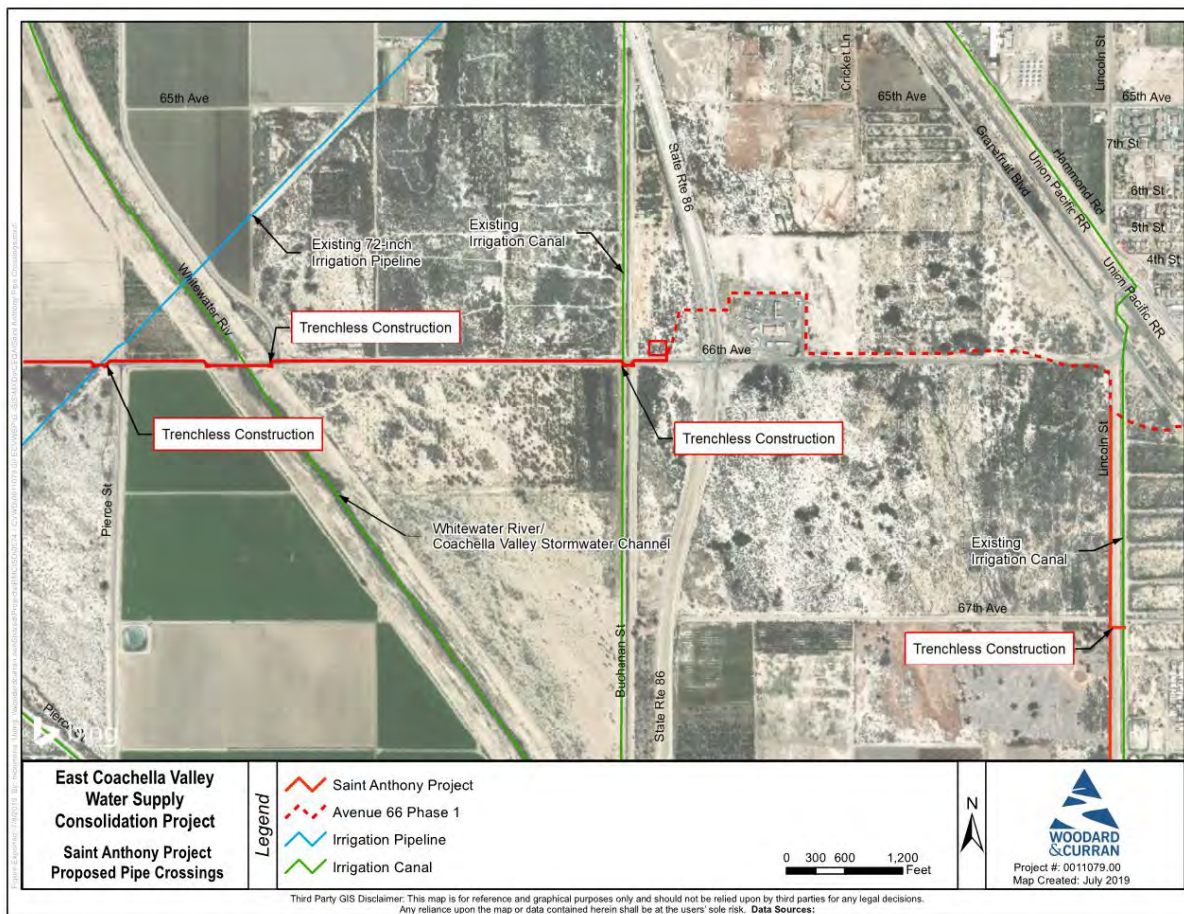 65th Ave
Cricket Ln
65th Ave
Lincoln St
65th Ave
7th St
6th St
5th St
4th St
Hammond Rd
Union Pacific RR
Grapefruit Blvd
Union Pacific RR
State Rte 86
Existing
Irrigation Canal
Existing 72-inch
Irrigation Pipeline
Whitewater Riv
Trenchless Construction
66th Ave
Trenchless Construction
Trenchless Construction
Lincoln St
Pierce St
Whitewater River/
Coachella Valley Stormwater Channel
Existing
Irrigation Canal
67th Ave
Trenchless Construction
Buchanan St
State Rte 86
East Coachella Valley
Water Supply
Consolidation Project
Saint Anthony Project
Proposed Pipe Crossings
Legend
Saint Anthony Project
Avenue 66 Phase 1
Irrigation Pipeline
Irrigation Canal
0 300 600 1,200
Feet
N
WOODARD
&CURRAN
Project #: 0011079.00
Map Created: July 2019
Third Party GIS Disclaimer: This map is for reference and graphical purposes only and should not be relied upon by third parties for any legal decisions.
Any reliance upon the map or data contained herein shall be at the users' sole risk. Data Sources: